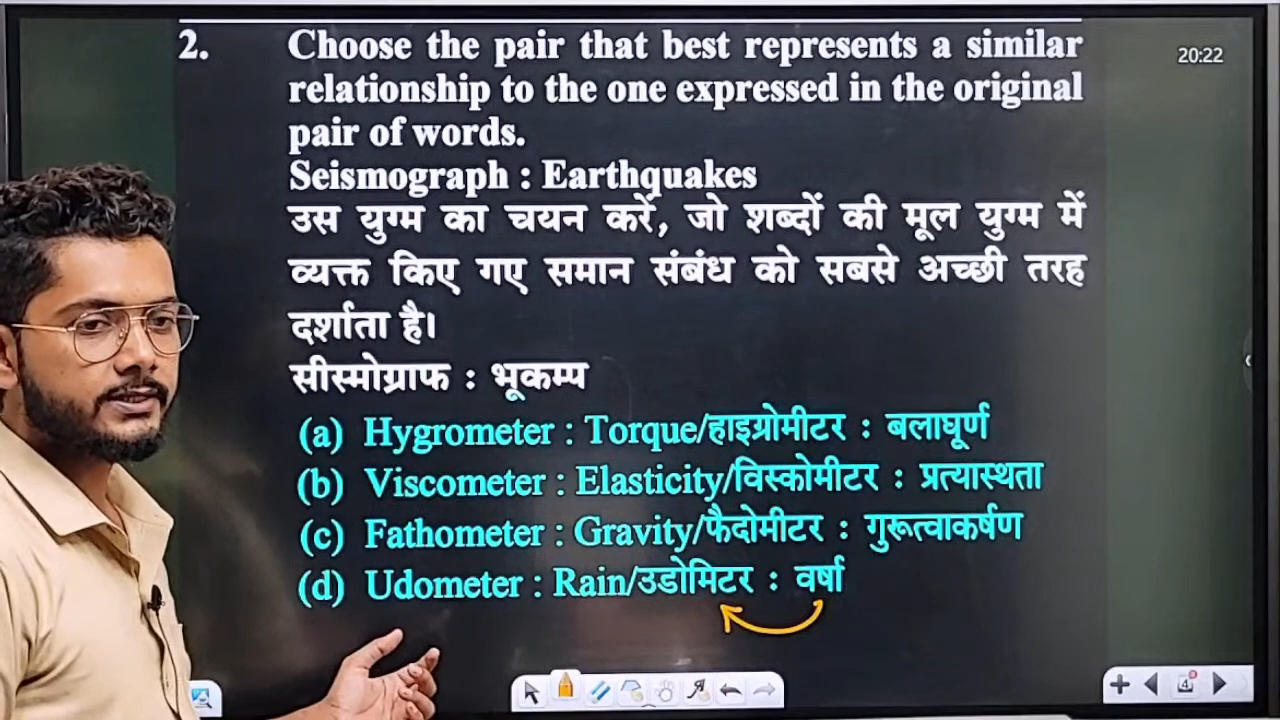 20:22
2. Choose the pair that best represents a similar
relationship to the one expressed in the original
pair of words.
Seismograph : Earthquakes
उस युग्म का चयन करें, जो शब्दों की मूल युग्म में
व्यक्त किए गए समान संबंध को सबसे अच्छी तरह
दर्शाता है।
सीस्मोग्राफ : भूकम्प
(a) Hygrometer : Torque/हाइग्रोमीटर : बलाघूर्ण
(b) Viscometer : Elasticity/विस्कोमीटर : प्रत्यास्थता
(c) Fathometer : Gravity/फैदोमीटर : गुरूत्वाकर्षण
(d) Udometer : Rain/उडोमिटर : वर्षा
4